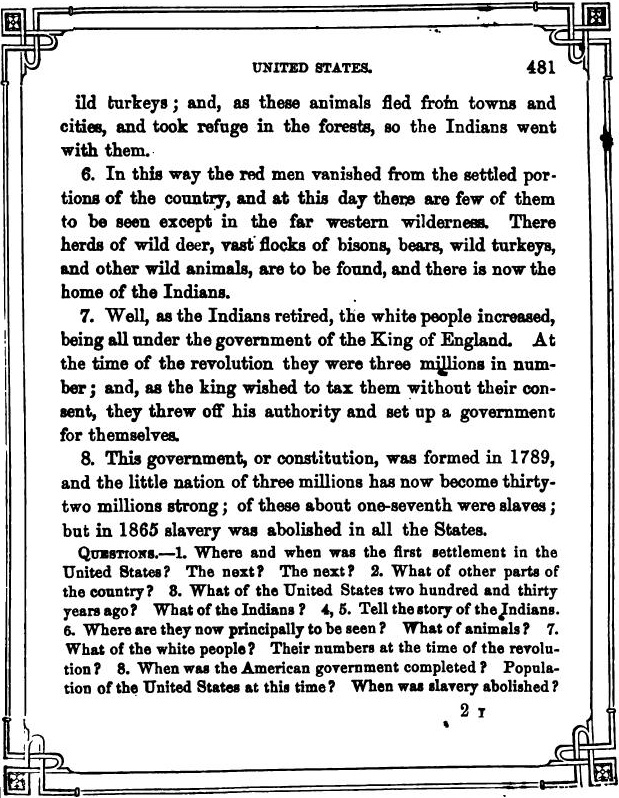 UNITED STATES. 481
ild turkeys; and, as these animals fled from towns and
cities, and took refuge in the forests, so the Indians went
with them.
6. In this way the red men vanished from the settled por-
tions of the country, and at this day there are few of them
to be seen except in the far western wilderness. There
herds of wild deer, vast flocks of bisons, bears, wild turkeys,
and other wild animals, are to be found, and there is now the
home of the Indians.
7. Well, as the Indians retired, the white people increased,
being all under the government of the King of England. At
the time of the revolution they were three millions in num-
ber; and, as the king wished to tax them without their con-
sent, they threw off his authority and set up a government
for themselves.
8. This government, or constitution, was formed in 1789,
and the little nation of three millions has now become thirty-
two millions strong; of these about one-seventh were slaves;
but in 1865 slavery was abolished in all the States.
QUESTIONS.—1. Where and when was the first settlement in the
United States? The next? The next? 2. What of other parts of
the country? 3. What of the United States two hundred and thirty
years ago? What of the Indians? 4, 5. Tell the story of the Indians.
6. Where are they now principally to be seen? What of animals? 7.
What of the white people? Their numbers at the time of the revolu-
tion? 8. When was the American government completed? Popula-
tion of the United States at this time? When was slavery abolished?
2 I